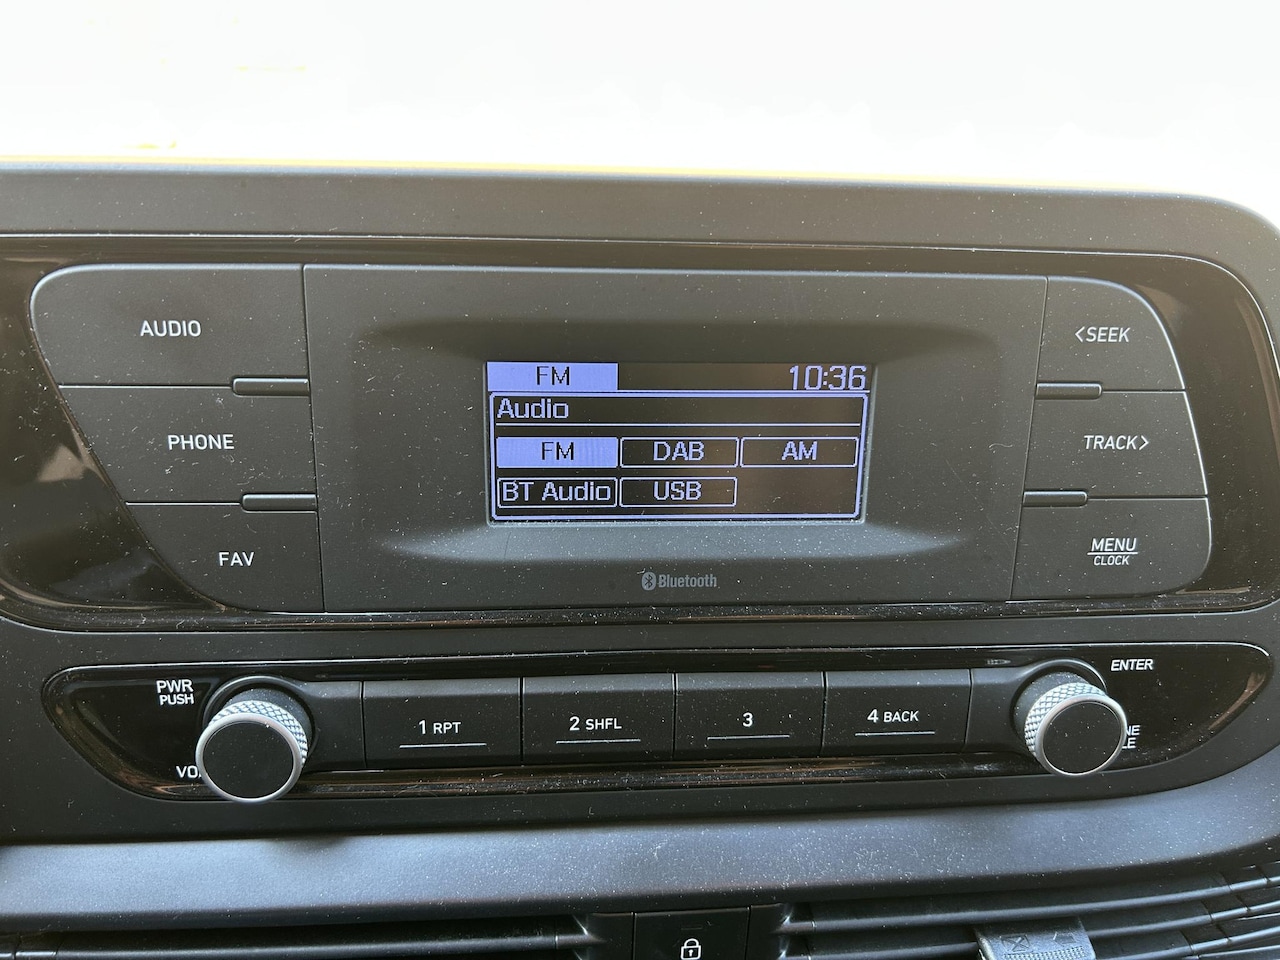 AUDIO
PHONE
FAV
FM 10:36
Audio
FM DAB AM
BT Audio USB
Bluetooth
<SEEK
TRACK>
MENU
CLOCK
PWR
PUSH
1 RPT
2 SHFL
3
4 BACK
ENTER